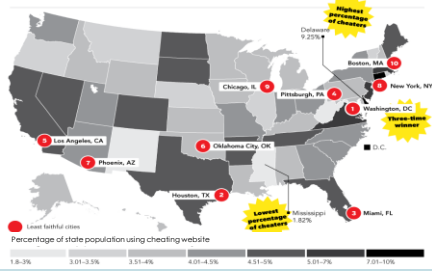 Highest
percentage
of cheaters
Delaware
9.25%
Boston, MA 10
Chicago, IL 9
8 New York, NY
Pittsburgh, PA 4
1 Washington, DC
Three-time
winner
5 Los Angeles, CA
6 Oklahoma City, OK
D.C.
7 Phoenix, AZ
Houston, TX 2
Lowest
percentage
of cheaters
Mississippi
1.82%
3 Miami, FL
Least faithful cities
Percentage of state population using cheating website
1.8–3% 3.01–3.5% 3.51–4% 4.01–4.5% 4.51–5% 5.01–7% 7.01–10%